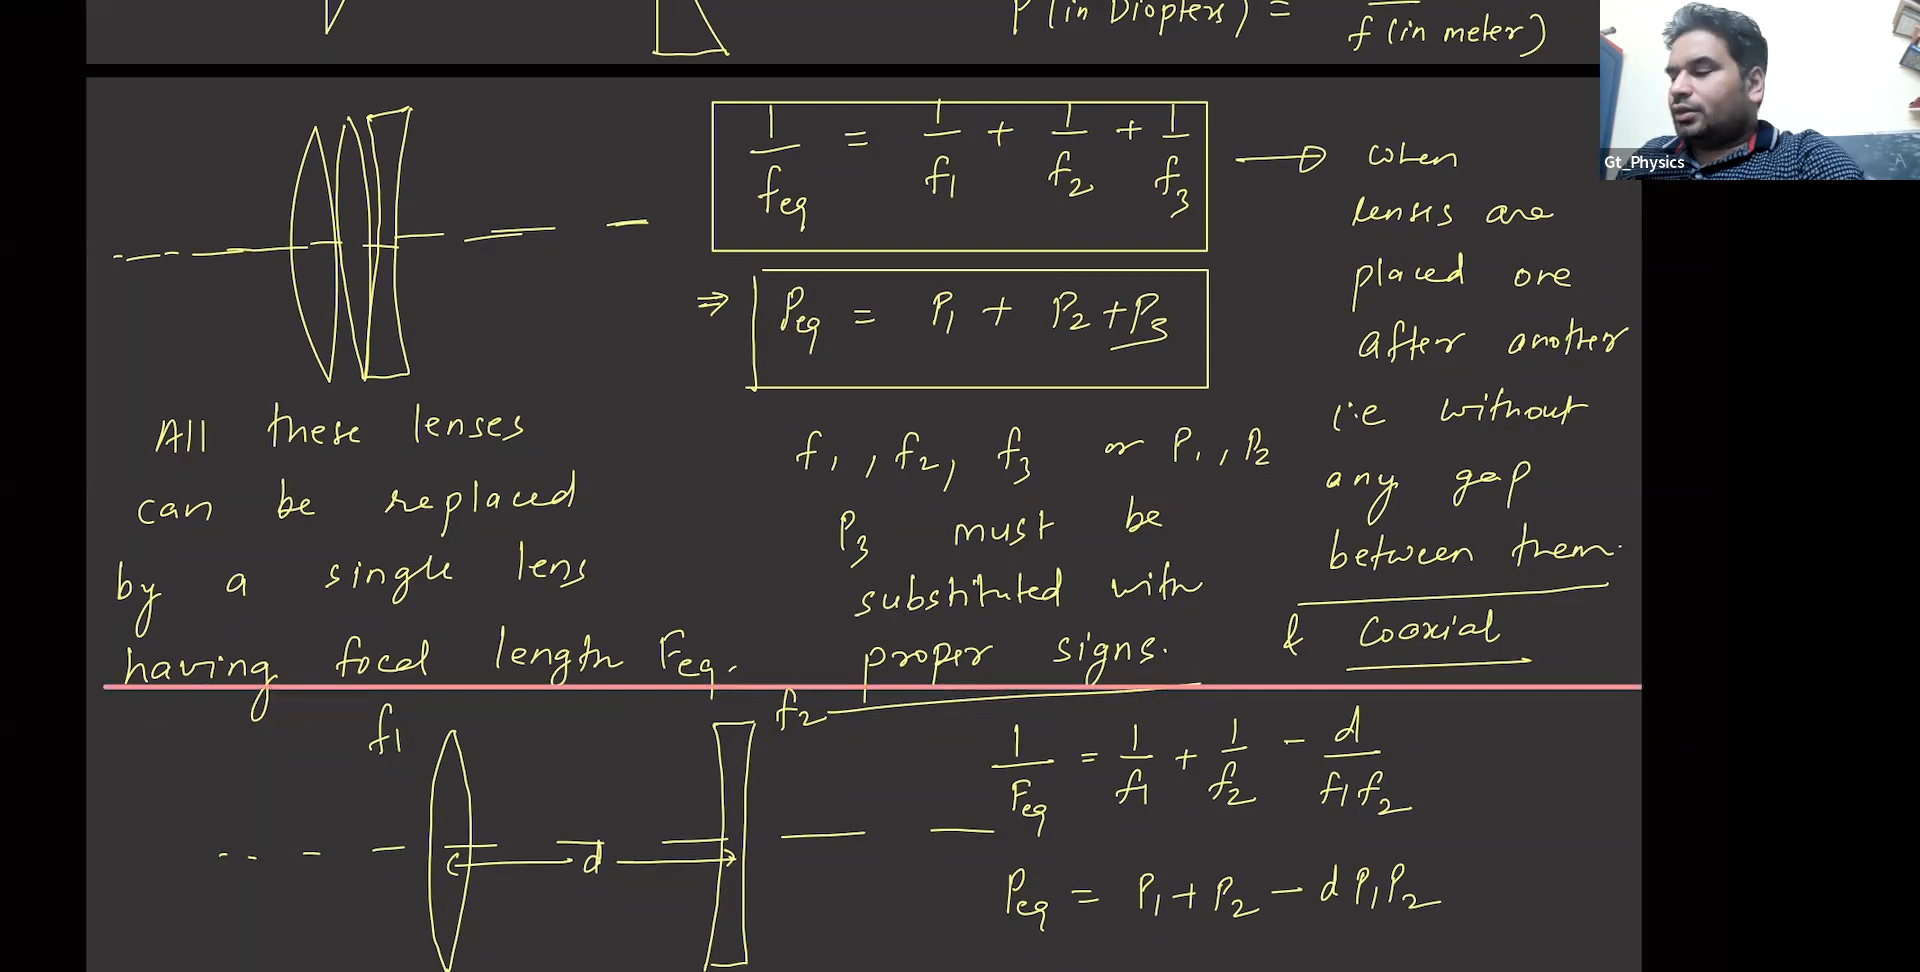 P (in Diopters) =
f (in meter)
Gt_Physics
1/feq = 1/f1 + 1/f2 + 1/f3
Peq = P1 + P2 + P3
when
lenses are
placed one
after another
i.e without
any gap
between them.
& Coaxial
All these lenses
can be replaced
by a single lens
having focal length Feq.
f1, f2, f3 or P1, P2
P3 must be
substituted with
proper signs.
f1
f2
d
1/Feq = 1/f1 + 1/f2 - d/f1f2
Peq = P1 + P2 - dP1P2